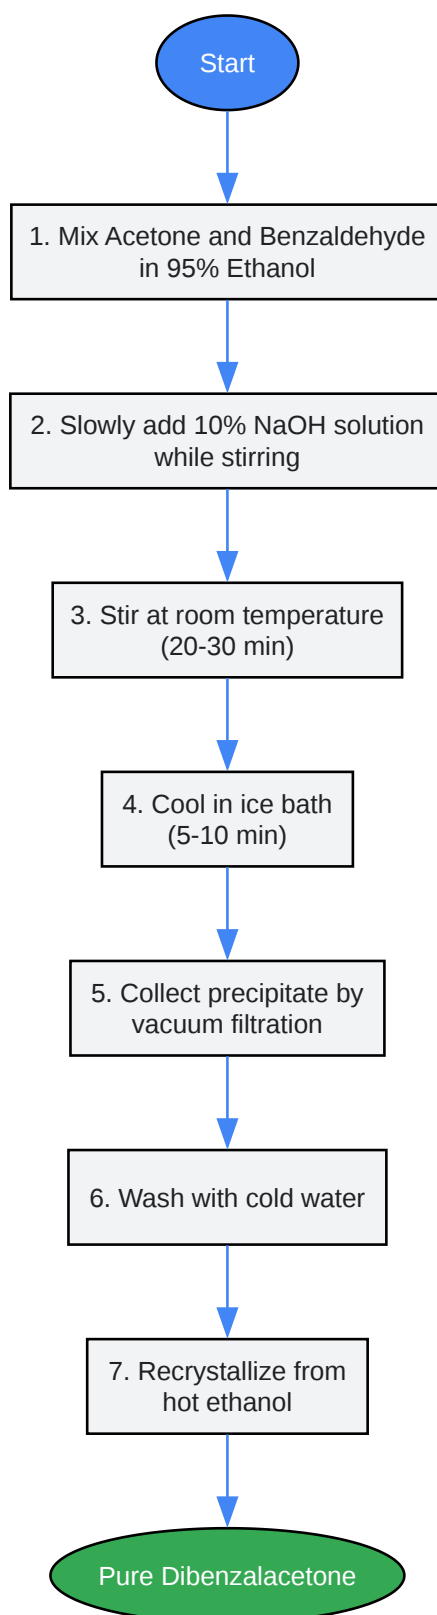 Start
1. Mix Acetone and Benzaldehyde
in 95% Ethanol
2. Slowly add 10% NaOH solution
while stirring
3. Stir at room temperature
(20-30 min)
4. Cool in ice bath
(5-10 min)
5. Collect precipitate by
vacuum filtration
6. Wash with cold water
7. Recrystallize from
hot ethanol
Pure Dibenzalacetone